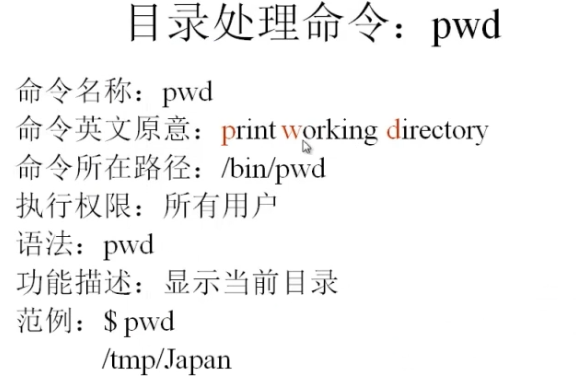 目录处理命令：pwd
命令名称：pwd
命令英文原意：print working directory
命令所在路径：/bin/pwd
执行权限：所有用户
语法：pwd
功能描述：显示当前目录
范例：$ pwd
/tmp/Japan